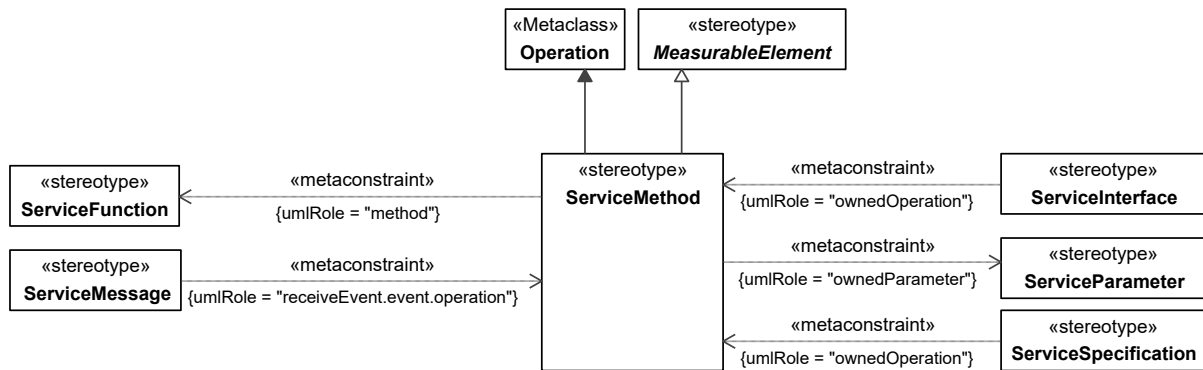 «Metaclass»
Operation
«stereotype»
MeasurableElement
«stereotype»
ServiceFunction
«metaconstraint»
{umlRole = "method"}
«stereotype»
ServiceMessage
«metaconstraint»
{umlRole = "receiveEvent.event.operation"}
«stereotype»
ServiceMethod
«metaconstraint»
{umlRole = "ownedOperation"}
«stereotype»
ServiceInterface
«metaconstraint»
{umlRole = "ownedParameter"}
«stereotype»
ServiceParameter
«metaconstraint»
{umlRole = "ownedOperation"}
«stereotype»
ServiceSpecification